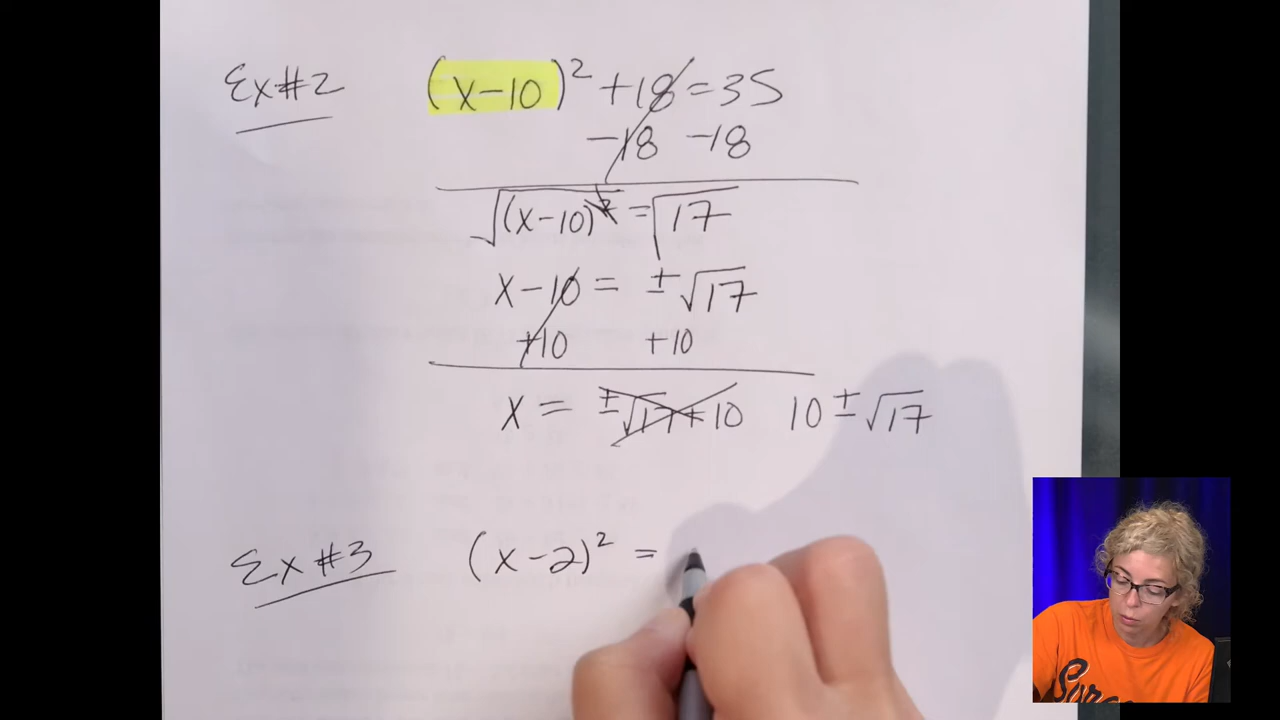 Ex#2 (x-10)² +18=35
-18 -18
√(x-10)² = √17
x-10 = ±√17
+10 +10
x = ±√17+10 10±√17
Ex #3 (x-2)² =